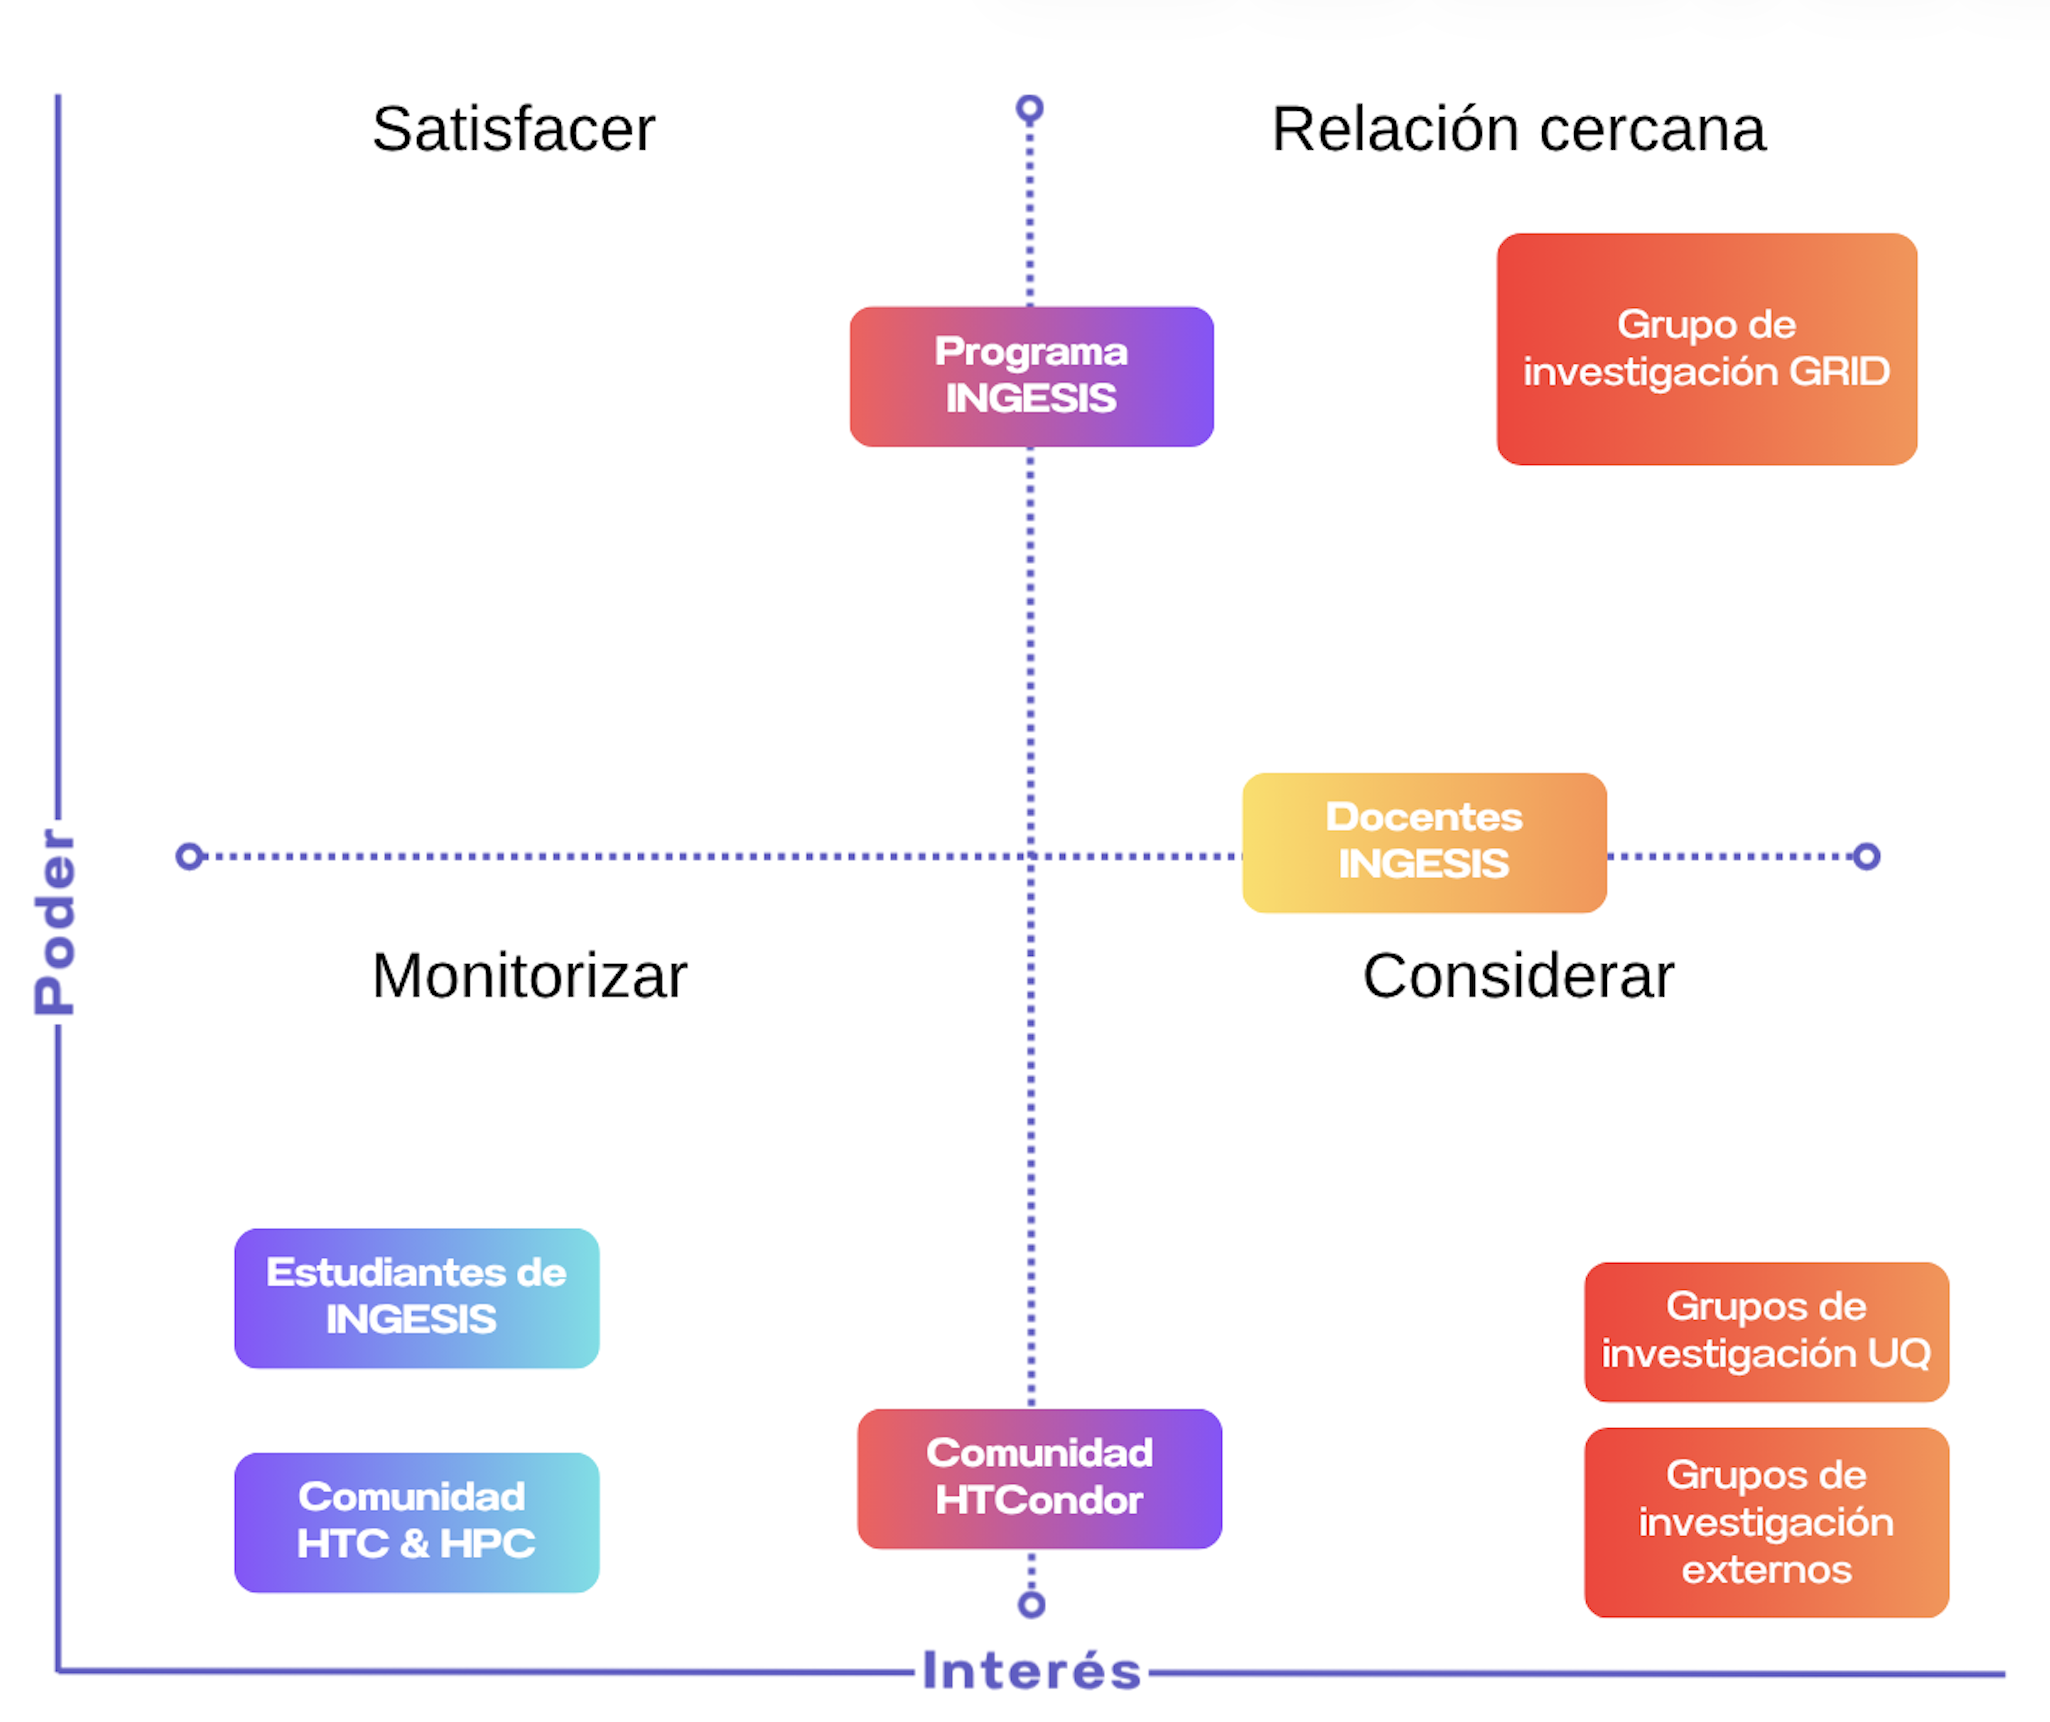 Satisfacer
Relación cercana
Programa
INGESIS
Grupo de
investigación GRID
Docentes
INGESIS
Poder
Monitorizar
Considerar
Estudiantes de
INGESIS
Grupos de
investigación UQ
Comunidad
HTCondor
Comunidad
HTC & HPC
Grupos de
investigación
externos
Interés